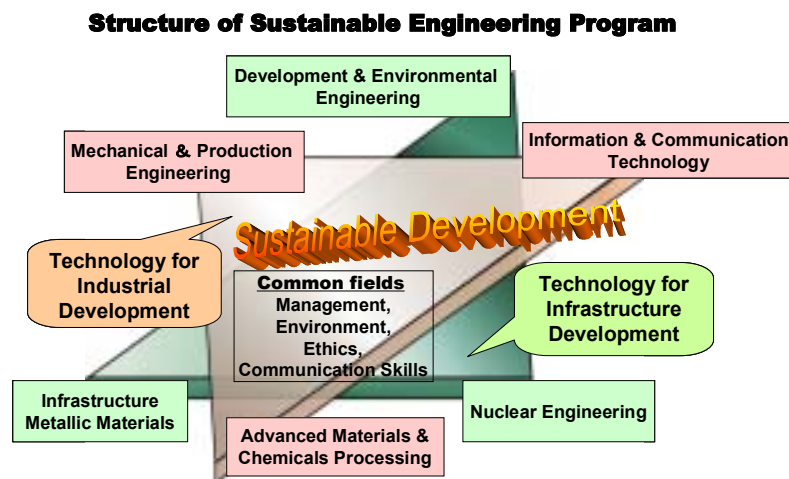 Structure of Sustainable Engineering Program
Development & Environmental
Engineering
Mechanical & Production
Engineering
Information & Communication
Technology
Sustainable Development
Technology for
Industrial
Development
Common fields
Management,
Environment,
Ethics,
Communication Skills
Technology for
Infrastructure
Development
Infrastructure
Metallic Materials
Advanced Materials &
Chemicals Processing
Nuclear Engineering